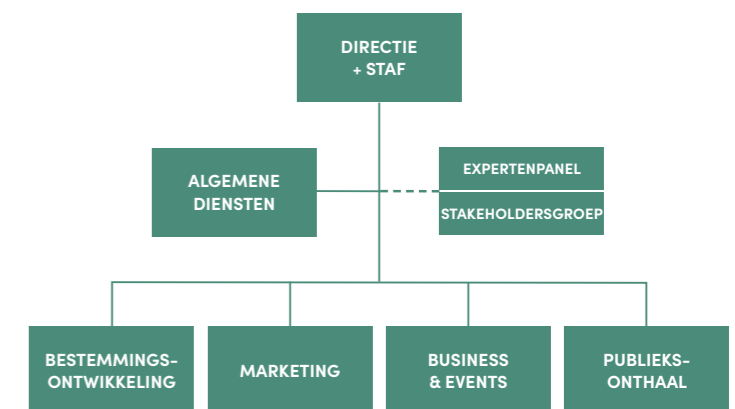 DIRECTIE
+ STAF
ALGEMENE
DIENSTEN
EXPERTENPANEL
STAKEHOLDERSGROEP
BESTEMMINGS-
ONTWIKKELING
MARKETING
BUSINESS
& EVENTS
PUBLIEKS-
ONTHAAL